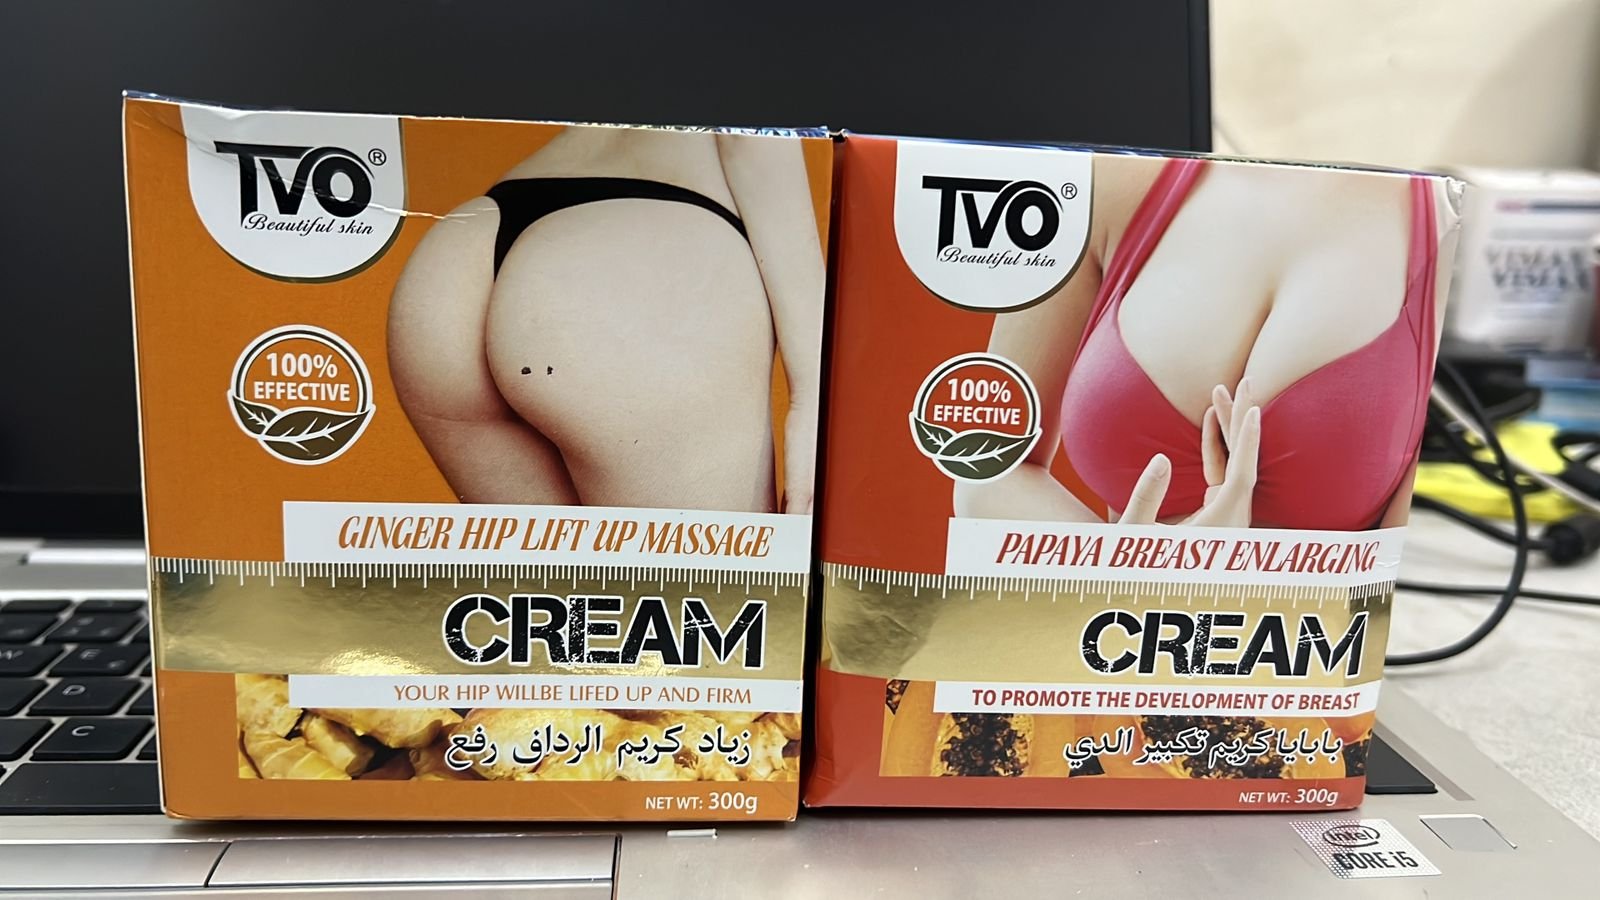 TVO®
Beautiful skin
100%
EFFECTIVE
GINGER HIP LIFT UP MASSAGE
CREAM
YOUR HIP WILLBE LIFED UP AND FIRM
زياد كريم الرداف رفع
NET WT: 300g
TVO®
Beautiful skin
100%
EFFECTIVE
PAPAYA BREAST ENLARGING
CREAM
TO PROMOTE THE DEVELOPMENT OF BREAST
بابايا كريم تكبير الدي
NET WT: 300g
intel
CORE i5
W
E
C